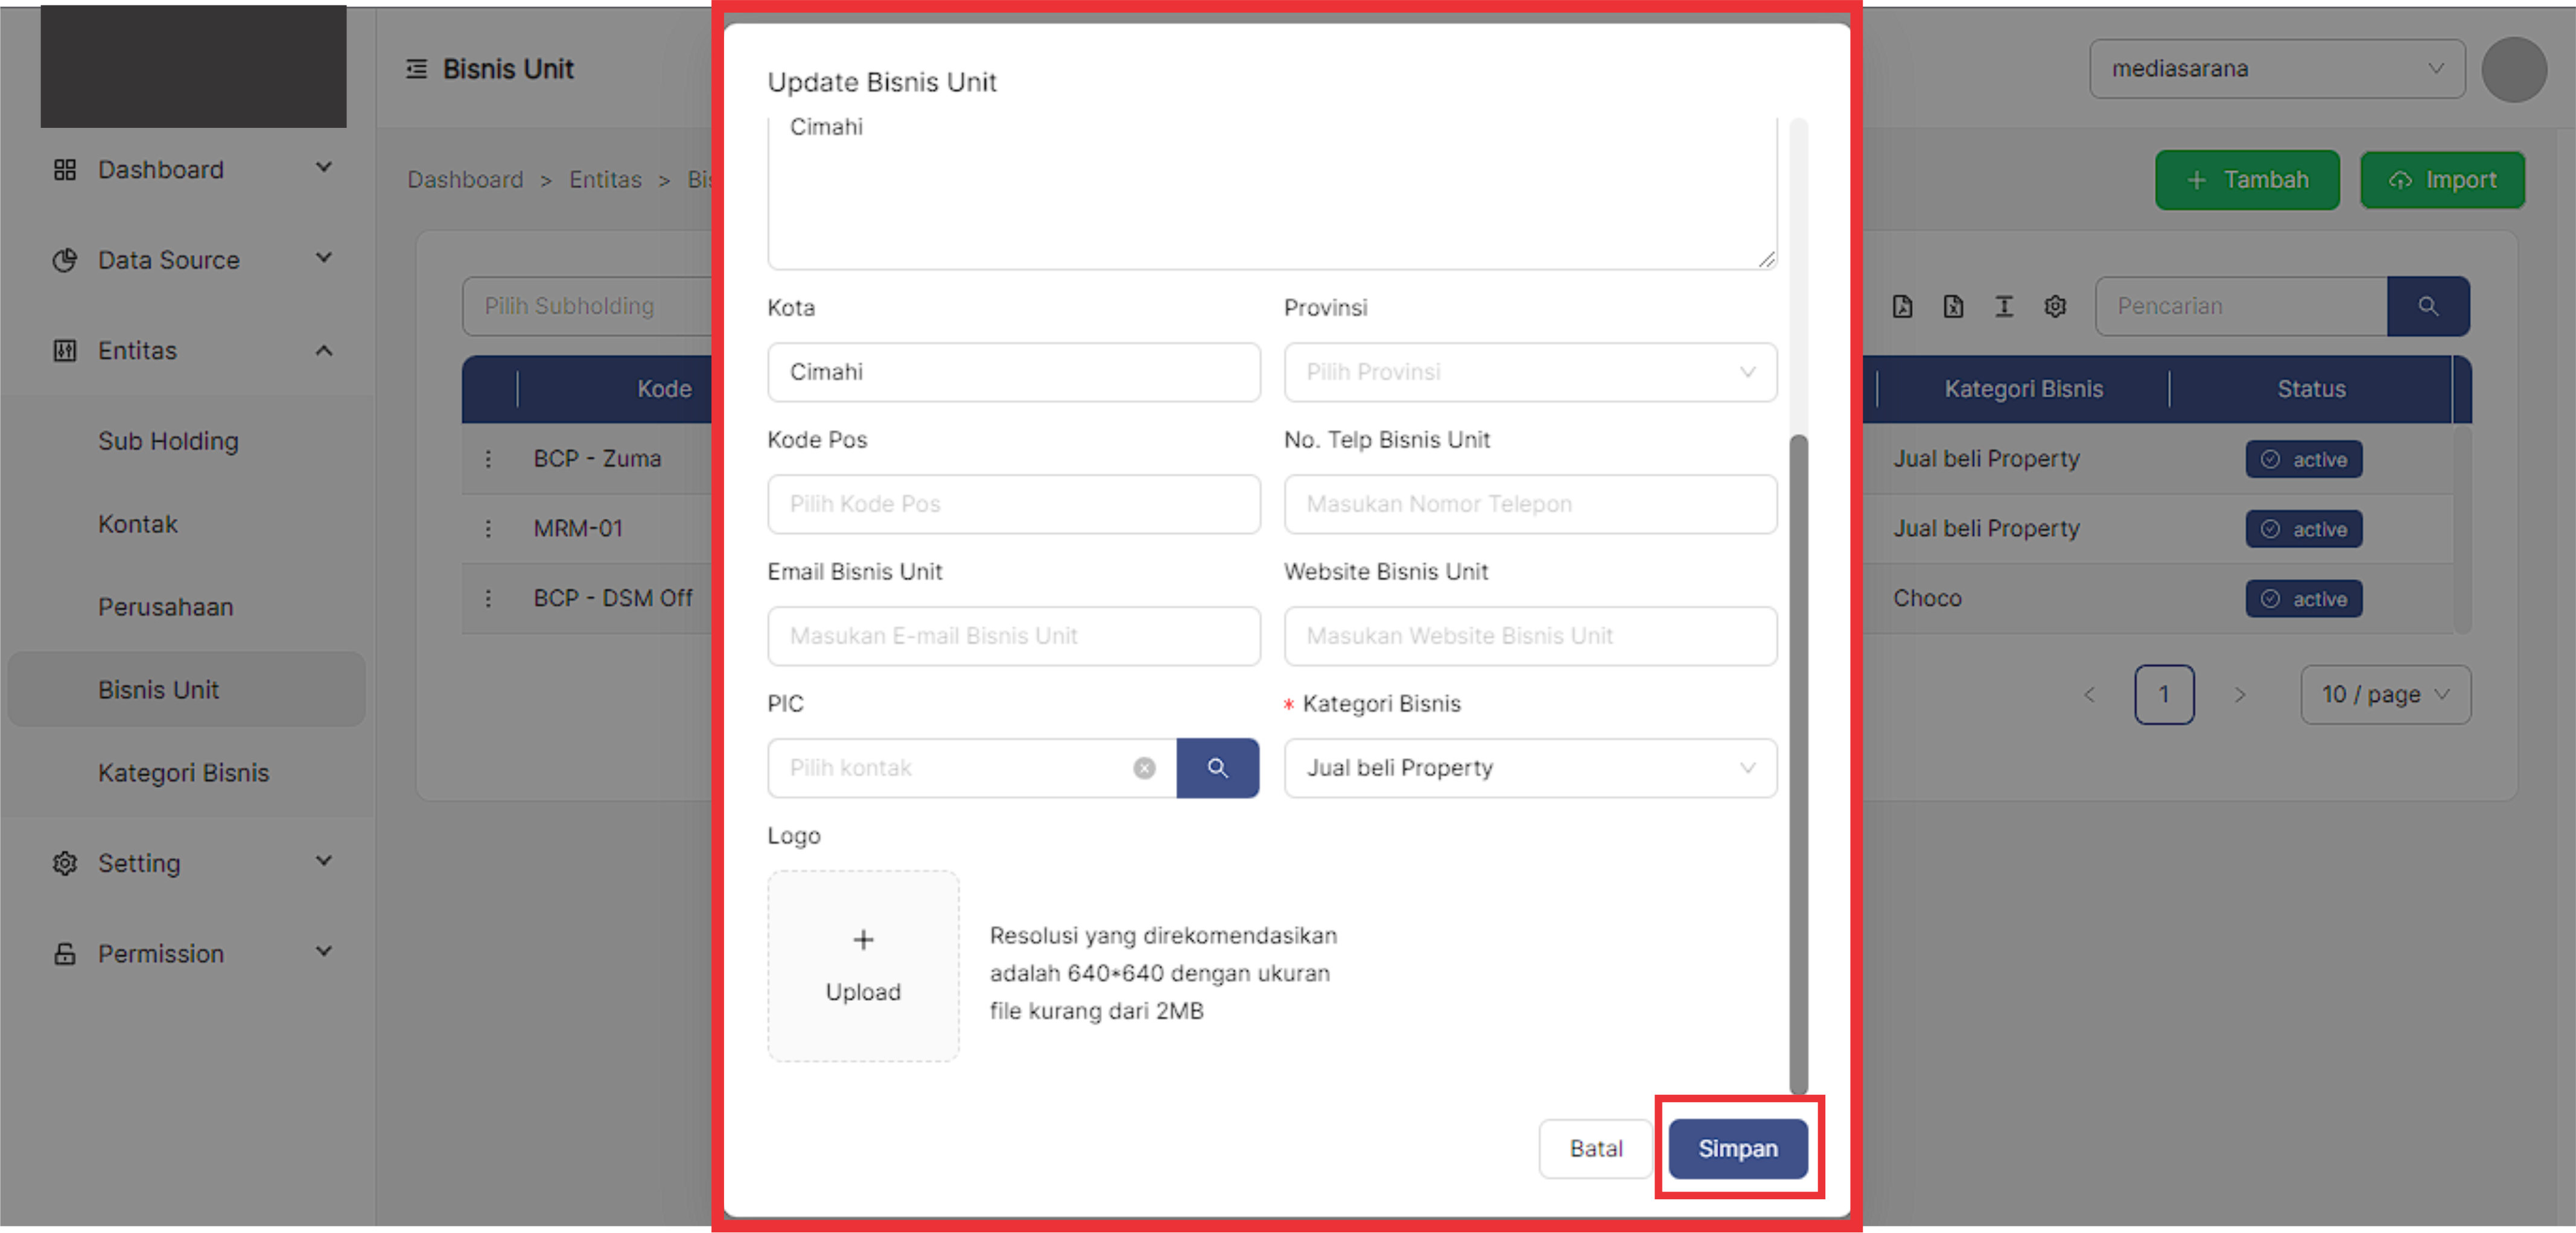 Bisnis Unit
mediasarana
Dashboard
Data Source
Entitas
Sub Holding
Kontak
Perusahaan
Bisnis Unit
Kategori Bisnis
Setting
Permission
Dashboard > Entitas >
+ Tambah
Import
Pilih Subholding
Pencarian
Kode
Kategori Bisnis
Status
BCP - Zuma
Jual beli Property
active
MRM-01
Jual beli Property
active
BCP - DSM Off
Choco
active
< 1 >
10 / page
Update Bisnis Unit
Cimahi
Kota
Provinsi
Cimahi
Pilih Provinsi
Kode Pos
No. Telp Bisnis Unit
Pilih Kode Pos
Masukan Nomor Telepon
Email Bisnis Unit
Website Bisnis Unit
Masukan E-mail Bisnis Unit
Masukan Website Bisnis Unit
PIC
* Kategori Bisnis
Pilih kontak
Jual beli Property
Logo
+
Upload
Resolusi yang direkomendasikan
adalah 640*640 dengan ukuran
file kurang dari 2MB
Batal
Simpan